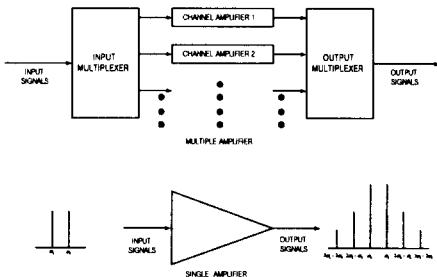 CHANNEL AMPLIFIER 1
INPUT
MULTIPLEXER
CHANNEL AMPLIFIER 2
OUTPUT
MULTIPLEXER
INPUT
SIGNALS
OUTPUT
SIGNALS
MULTIPLE AMPLIFIER
INPUT
SIGNALS
OUTPUT
SIGNALS
SINGLE AMPLIFIER